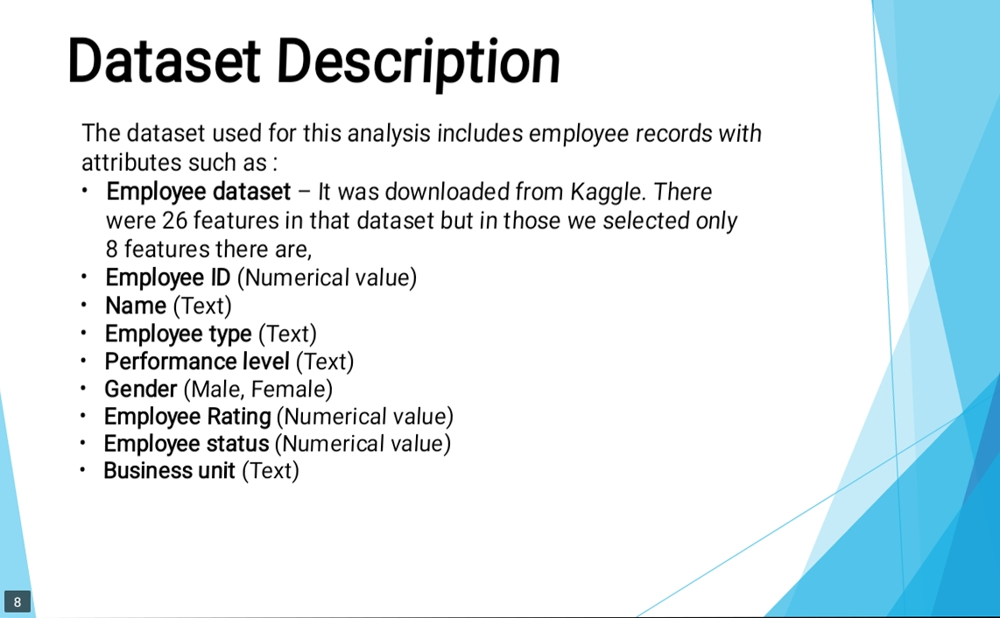 Dataset Description
The dataset used for this analysis includes employee records with
attributes such as :
• Employee dataset – It was downloaded from Kaggle. There
were 26 features in that dataset but in those we selected only
8 features there are,
• Employee ID (Numerical value)
• Name (Text)
• Employee type (Text)
• Performance level (Text)
• Gender (Male, Female)
• Employee Rating (Numerical value)
• Employee status (Numerical value)
• Business unit (Text)
8